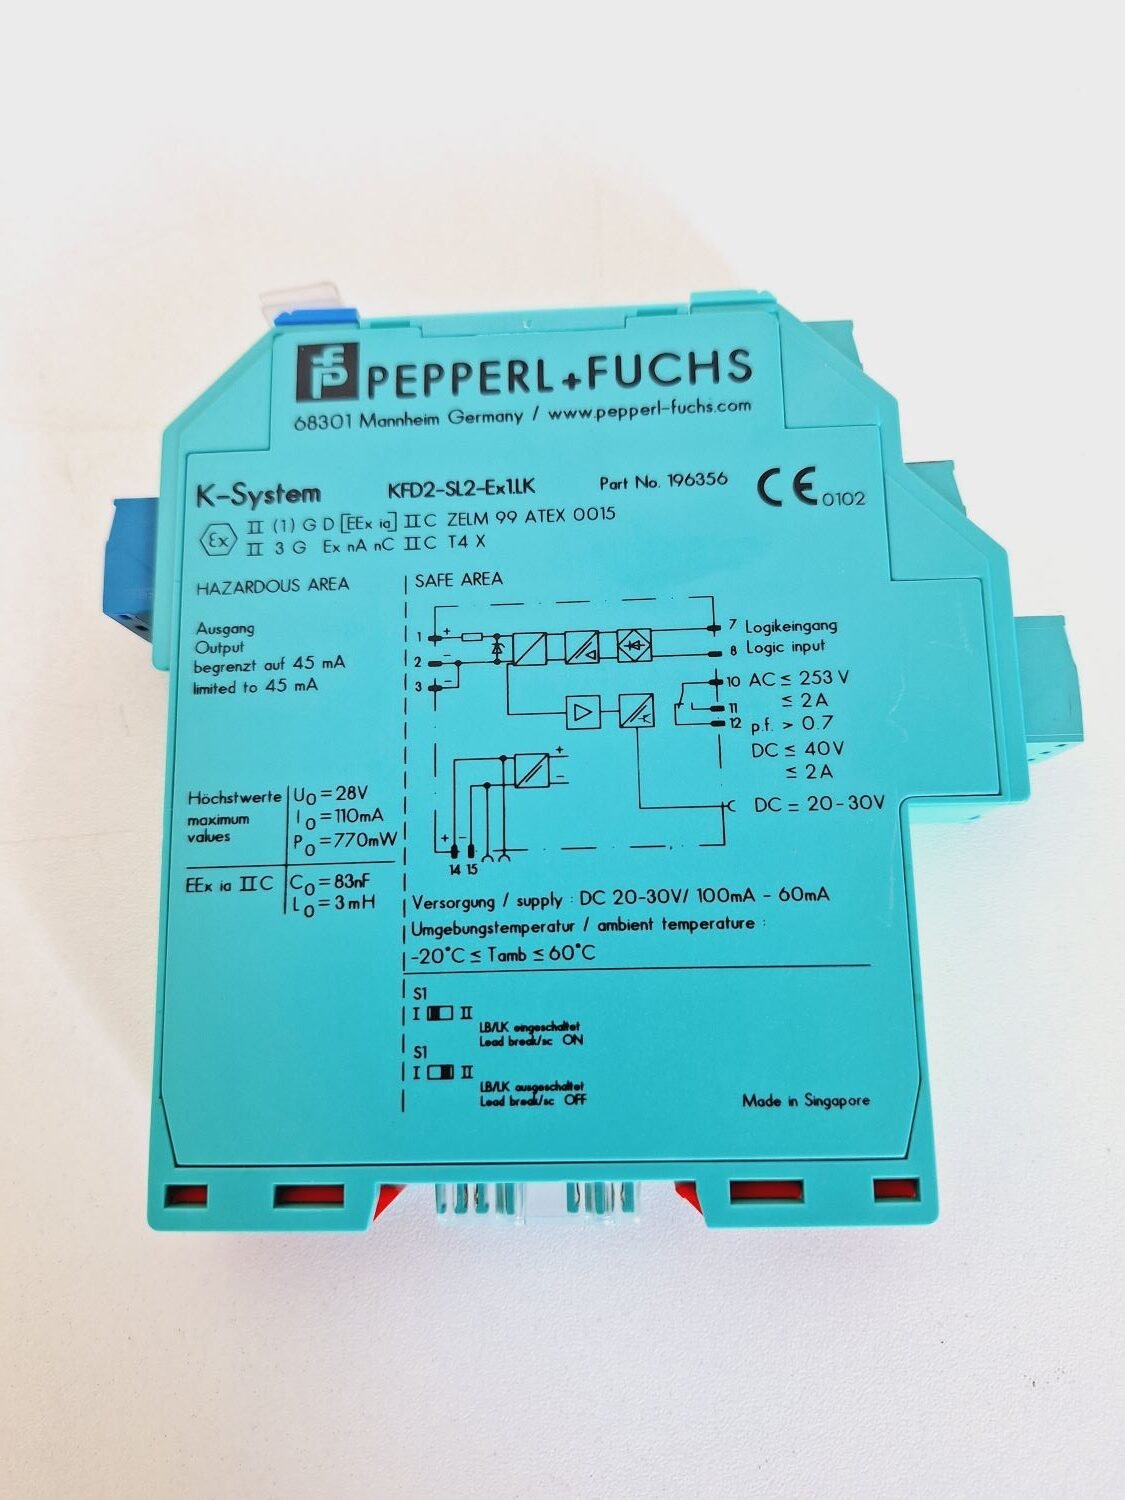 PEPPERL+FUCHS
68301 Mannheim Germany / www.pepperl-fuchs.com
K-System KFD2-SL2-Ex1.LK Part No. 196356 CE 0102
Ex II (1) G D [EEx ia] IIC ZELM 99 ATEX 0015
II 3 G Ex nA nC IIC T4 X
HAZARDOUS AREA
Ausgang
Output
begrenzt auf 45 mA
limited to 45 mA
Höchstwerte
maximum
values
U0 = 28V
I0 = 110mA
P0 = 770mW
EEx ia IIC
C0 = 83nF
L0 = 3mH
SAFE AREA
1 +
2 -
3 -
7 Logikeingang
8 Logic input
10 AC ≤ 253 V
11 ≤ 2A
12 p.f. > 0.7
DC ≤ 40V
≤ 2A
DC = 20-30V
+
-
+ -
14 15
Versorgung / supply : DC 20-30V/ 100mA - 60mA
Umgebungstemperatur / ambient temperature :
-20°C ≤ Tamb ≤ 60°C
S1
I II
LB/LK eingeschaltet
Lead break/sc ON
S1
I II
LB/LK ausgeschaltet
Lead break/sc OFF
Made in Singapore